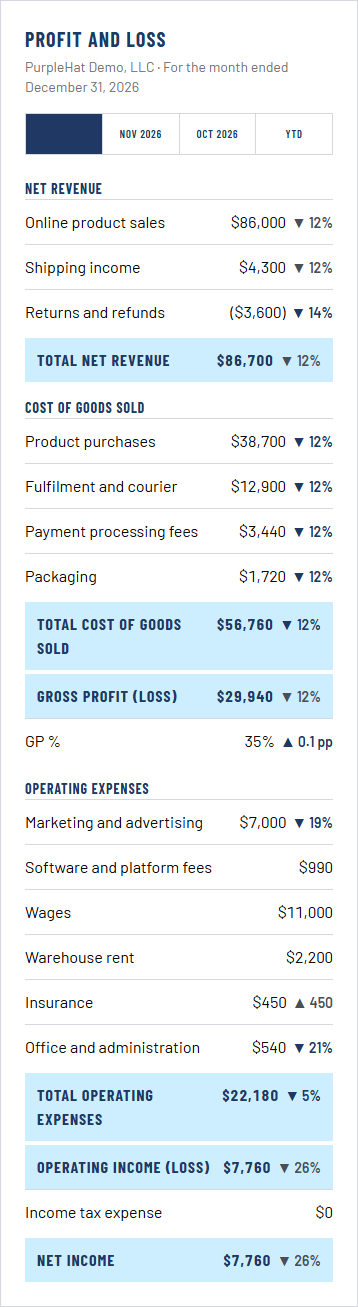 PROFIT AND LOSS
PurpleHat Demo, LLC · For the month ended
December 31, 2026
NOV 2026 OCT 2026 YTD
NET REVENUE
Online product sales $86,000 ▼ 12%
Shipping income $4,300 ▼ 12%
Returns and refunds ($3,600) ▼ 14%
TOTAL NET REVENUE $86,700 ▼ 12%
COST OF GOODS SOLD
Product purchases $38,700 ▼ 12%
Fulfilment and courier $12,900 ▼ 12%
Payment processing fees $3,440 ▼ 12%
Packaging $1,720 ▼ 12%
TOTAL COST OF GOODS $56,760 ▼ 12%
SOLD
GROSS PROFIT (LOSS) $29,940 ▼ 12%
GP % 35% ▲ 0.1 pp
OPERATING EXPENSES
Marketing and advertising $7,000 ▼ 19%
Software and platform fees $990
Wages $11,000
Warehouse rent $2,200
Insurance $450 ▲ 450
Office and administration $540 ▼ 21%
TOTAL OPERATING $22,180 ▼ 5%
EXPENSES
OPERATING INCOME (LOSS) $7,760 ▼ 26%
Income tax expense $0
NET INCOME $7,760 ▼ 26%